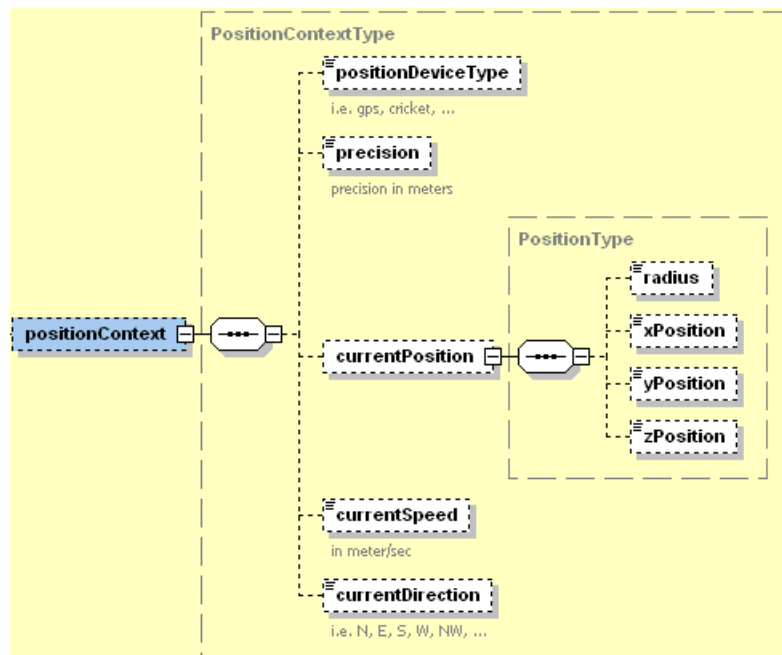 PositionContextType
positionDeviceType
i.e. gps, cricket, ...
precision
precision in meters
PositionType
radius
xPosition
positionContext
currentPosition
yPosition
zPosition
currentSpeed
in meter/sec
currentDirection
i.e. N, E, S, W, NW, ...